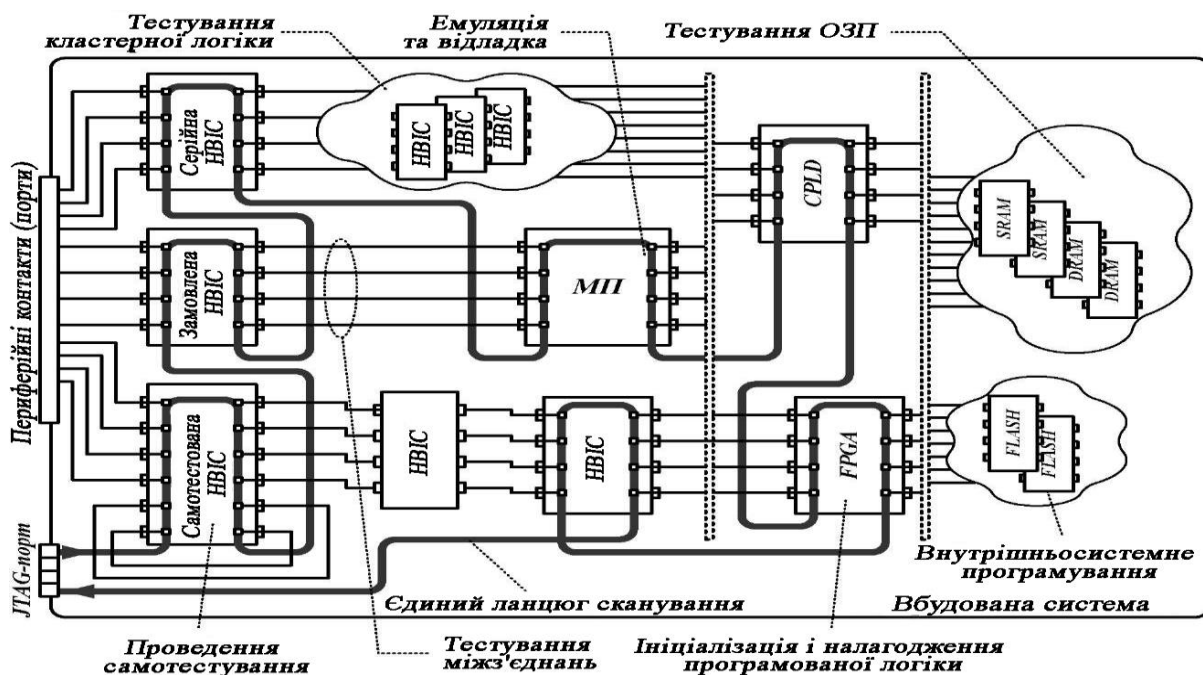 Тестування
кластерної логіки
Емуляція
та відладка
Тестування ОЗП
Периферійні контакти (порти)
Серійна
НВІС
НВІС
НВІС
НВІС
CPLD
SRAM
SRAM
DRAM
DRAM
Замовлена
НВІС
МП
Самотестована
НВІС
НВІС
НВІС
FPGA
FLASH
FLASH
JTAG-порт
Внутрішньосистемне
програмування
Єдиний ланцюг сканування
Вбудована система
Проведення
самотестування
Тестування
міжз'єднань
Ініціалізація і налагодження
програмованої логіки